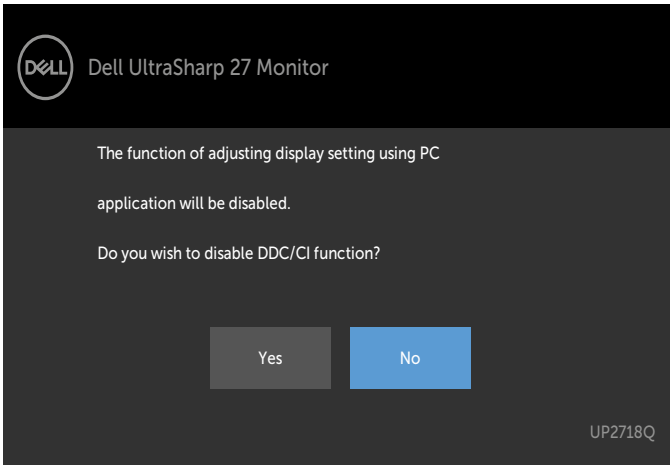 DELL
Dell UltraSharp 27 Monitor
The function of adjusting display setting using PC
application will be disabled.
Do you wish to disable DDC/CI function?
Yes
No
UP2718Q